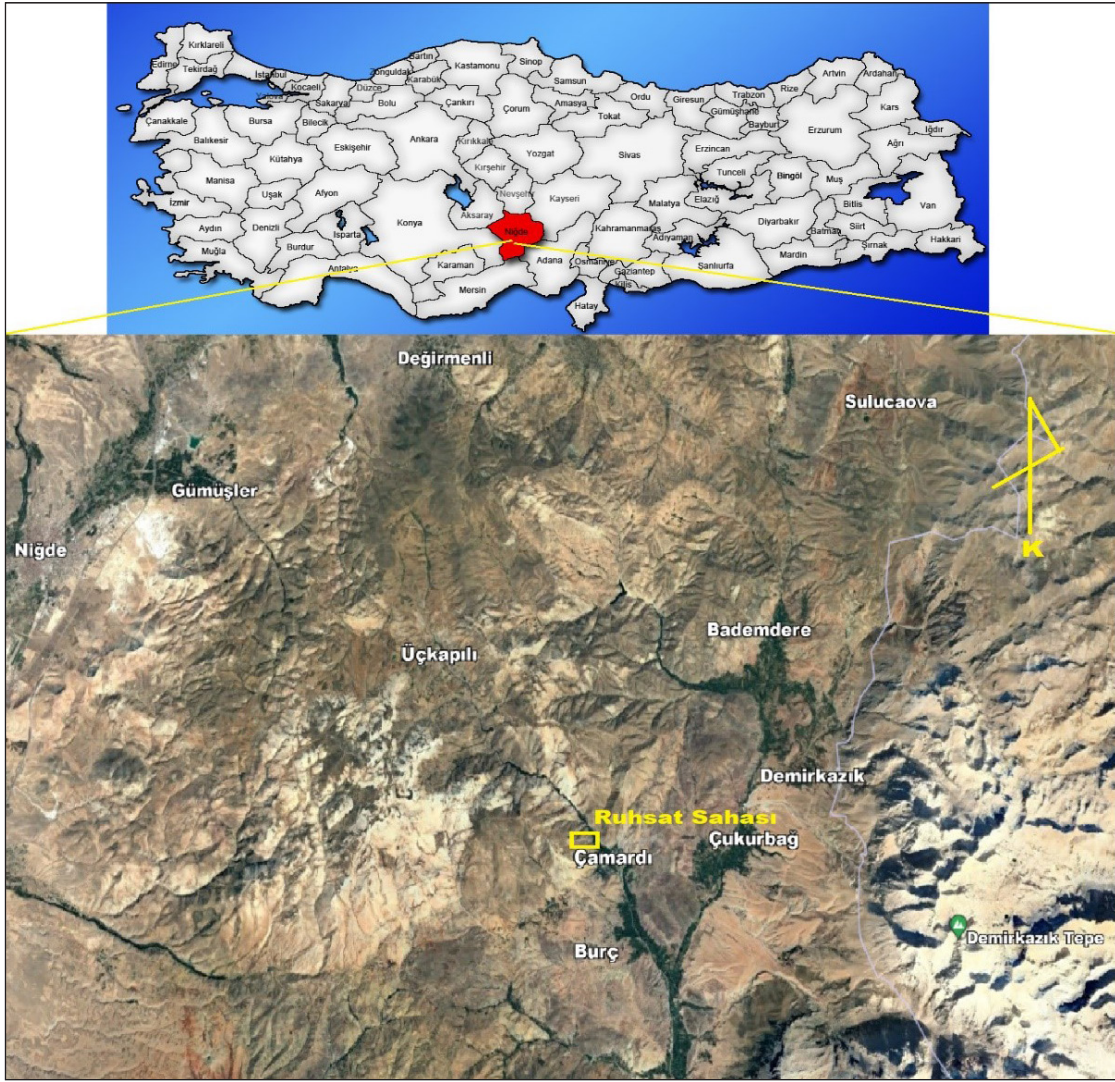 Kırklareli
Edirne
Tekirdağ
İstanbul
Yalova
Kocaeli
Sakarya
Düzce
Zonguldak
Bartın
Karabük
Kastamonu
Sinop
Samsun
Ordu
Giresun
Trabzon
Rize
Artvin
Ardahan
Çanakkale
Balıkesir
Bursa
Bilecik
Bolu
Çankırı
Çorum
Amasya
Tokat
Gümüşhane
Bayburt
Erzurum
Kars
Iğdır
Ağrı
Kütahya
Eskişehir
Ankara
Kırıkkale
Yozgat
Sivas
Erzincan
Tunceli
Bingöl
Muş
Manisa
Uşak
Afyon
Kırşehir
Nevşehir
Kayseri
Malatya
Elazığ
Bitlis
Van
İzmir
Aydın
Denizli
Isparta
Konya
Aksaray
Niğde
Kahramanmaraş
Adıyaman
Diyarbakır
Batman
Siirt
Şırnak
Hakkari
Muğla
Burdur
Antalya
Karaman
Mersin
Adana
Osmaniye
Gaziantep
Kilis
Şanlıurfa
Mardin
Hatay
Değirmenli
Sulucaova
Gümüşler
Niğde
K
Bademdere
Üçkapılı
Demirkazık
Ruhsat Sahası
Çukurbağ
Çamardı
Burç
Demirkazık Tepe